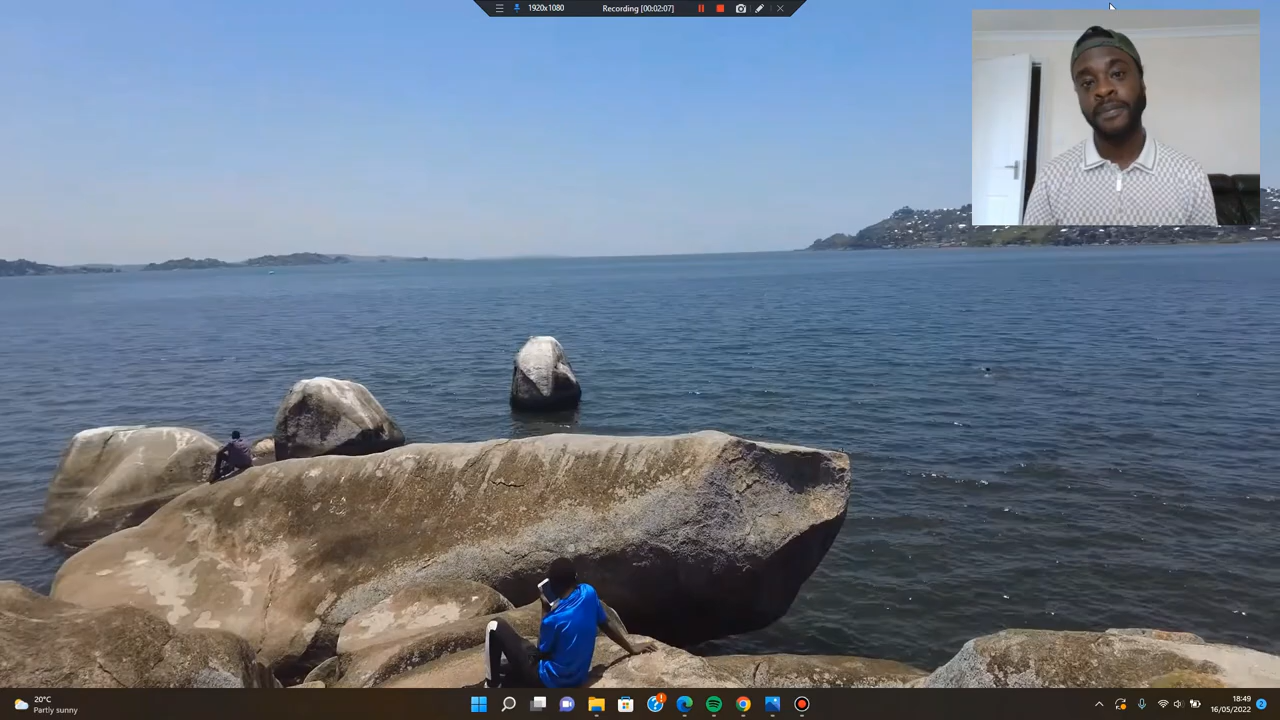 1920x1080
Recording [00:02:07]
20°C
Partly sunny
18:49
16/05/2022